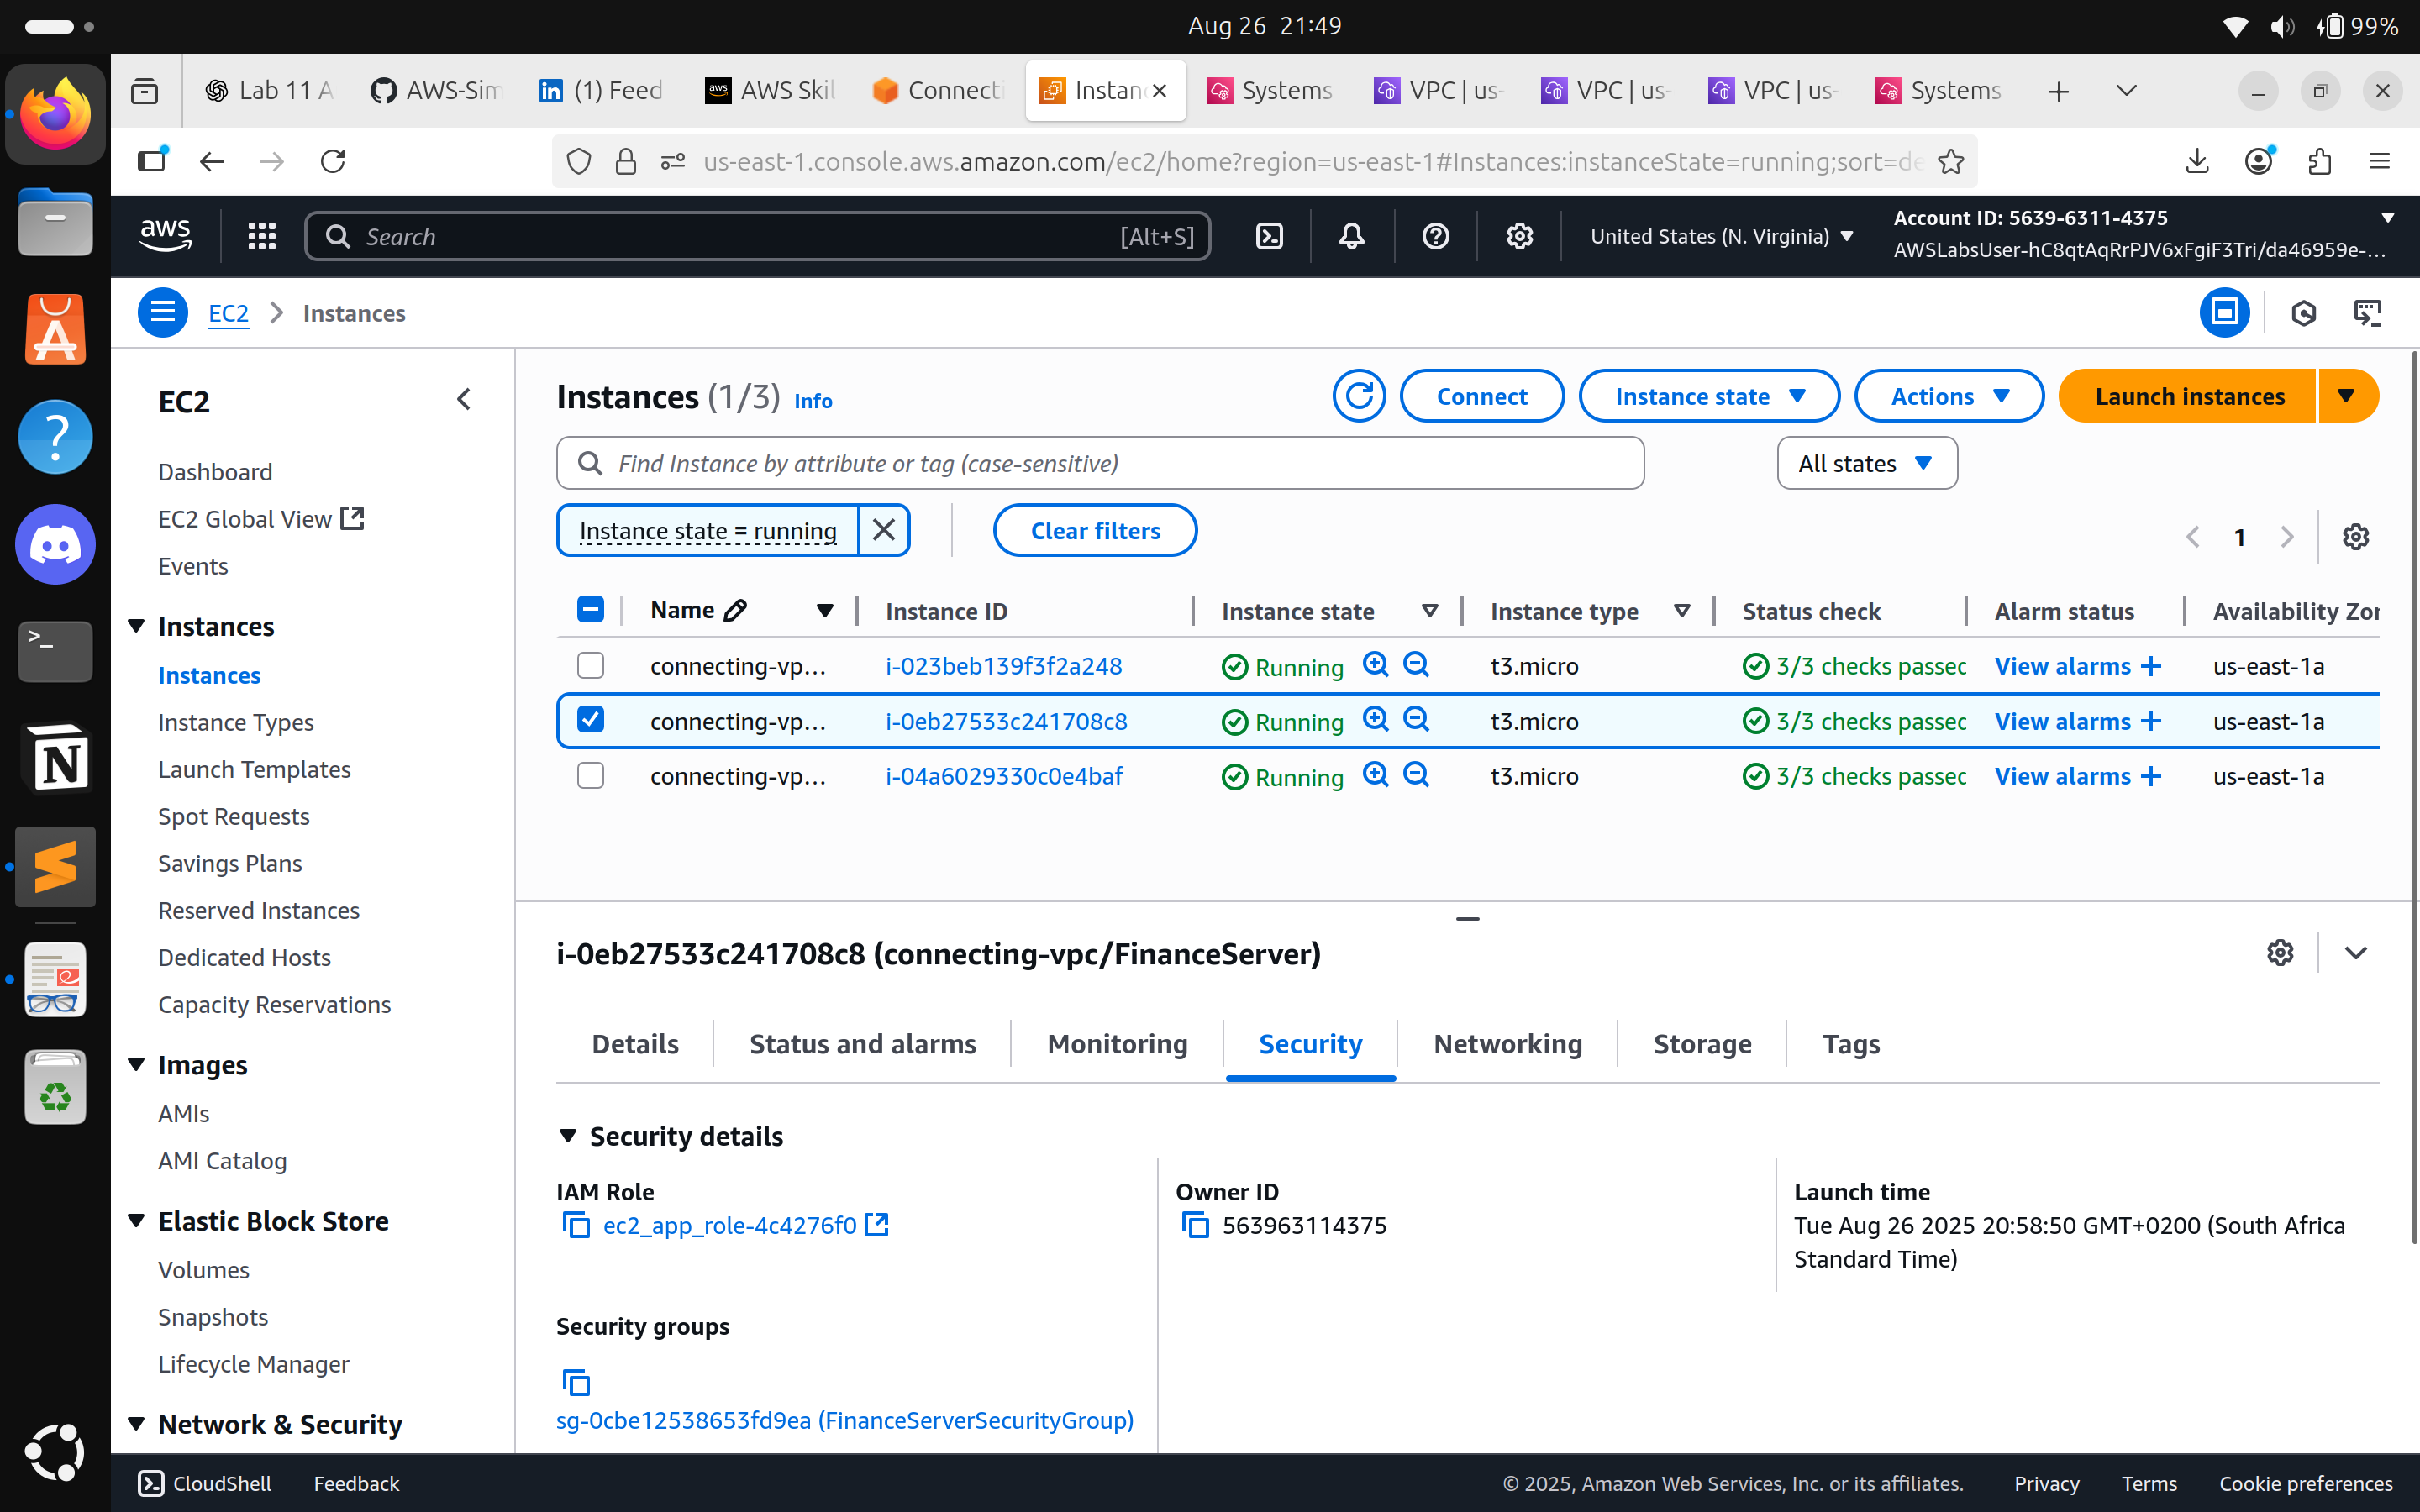 Aug 26 21:49
99%
Lab 11 A
AWS-Sim
(1) Feed
AWS Skil
Connecti
Instan
Systems
VPC | us-
VPC | us-
VPC | us-
Systems
us-east-1.console.aws.amazon.com/ec2/home?region=us-east-1#Instances:instanceState=running;sort=de
aws
Search
[Alt+S]
United States (N. Virginia)
Account ID: 5639-6311-4375
AWSLabsUser-hC8qtAqRrPJV6xFgiF3Tri/da46959e-...
EC2
Instances
EC2
Dashboard
EC2 Global View
Events
Instances
Instances
Instance Types
Launch Templates
Spot Requests
Savings Plans
Reserved Instances
Dedicated Hosts
Capacity Reservations
Images
AMIs
AMI Catalog
Elastic Block Store
Volumes
Snapshots
Lifecycle Manager
Network & Security
Instances (1/3) Info
Connect
Instance state
Actions
Launch instances
Find Instance by attribute or tag (case-sensitive)
All states
Instance state = running
Clear filters
1
Name Instance ID Instance state Instance type Status check Alarm status Availability Zon
connecting-vp... i-023beb139f3f2a248 Running t3.micro 3/3 checks passec View alarms + us-east-1a
connecting-vp... i-0eb27533c241708c8 Running t3.micro 3/3 checks passec View alarms + us-east-1a
connecting-vp... i-04a6029330c0e4baf Running t3.micro 3/3 checks passec View alarms + us-east-1a
i-0eb27533c241708c8 (connecting-vpc/FinanceServer)
Details
Status and alarms
Monitoring
Security
Networking
Storage
Tags
Security details
IAM Role
ec2_app_role-4c4276f0
Owner ID
563963114375
Launch time
Tue Aug 26 2025 20:58:50 GMT+0200 (South Africa
Standard Time)
Security groups
sg-0cbe12538653fd9ea (FinanceServerSecurityGroup)
CloudShell
Feedback
© 2025, Amazon Web Services, Inc. or its affiliates.
Privacy
Terms
Cookie preferences